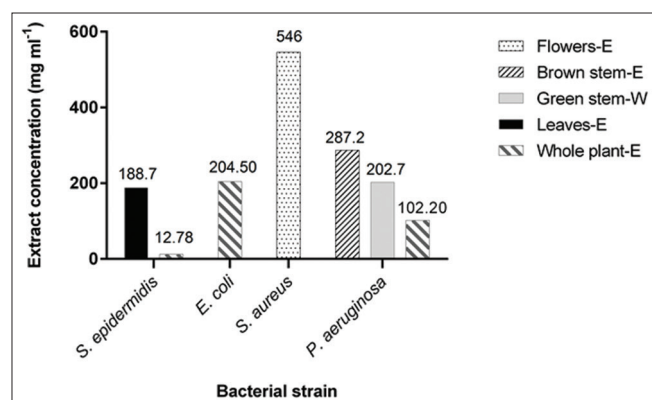 600
400
200
0
Extract concentration (mg ml⁻¹)
188.7
12.78
204.50
546
287.2
202.7
102.20
S. epidermidis
E. coli
S. aureus
P. aeruginosa
Bacterial strain
Flowers-E
Brown stem-E
Green stem-W
Leaves-E
Whole plant-E